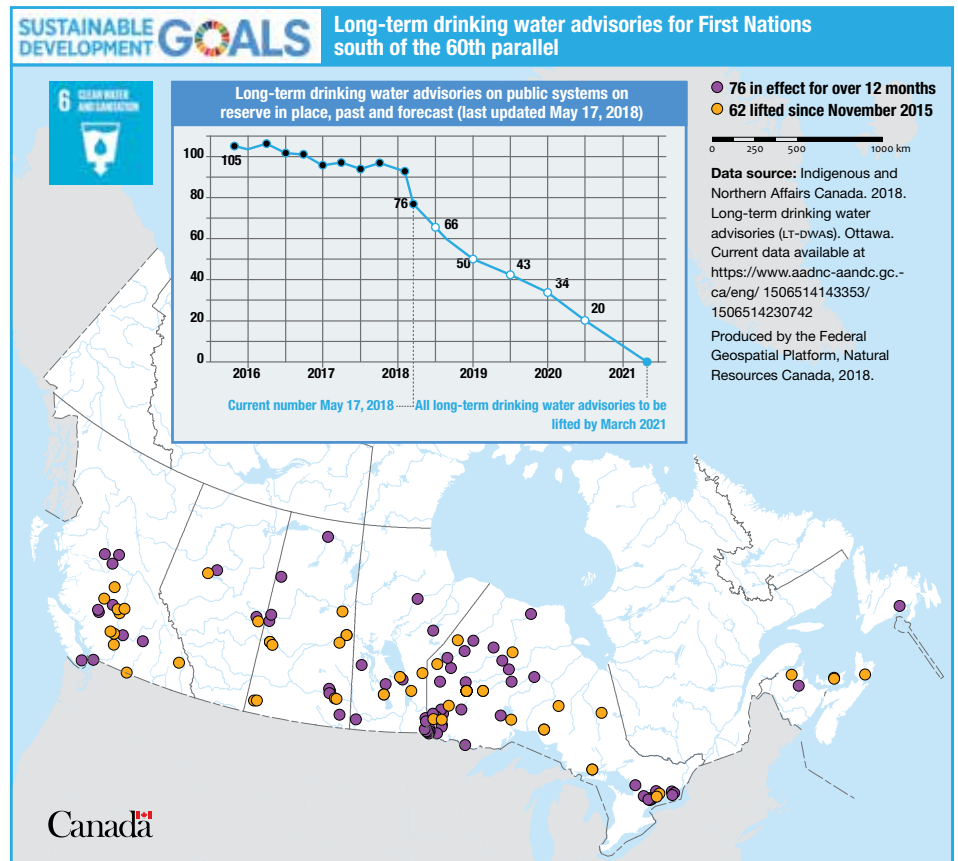 SUSTAINABLE
DEVELOPMENT
GOALS
Long-term drinking water advisories for First Nations
south of the 60th parallel
6 CLEAN WATER
AND SANITATION
Long-term drinking water advisories on public systems on
reserve in place, past and forecast (last updated May 17, 2018)
100
80
60
40
20
0
105
76
66
50
43
34
20
2016 2017 2018 2019 2020 2021
Current number May 17, 2018
All long-term drinking water advisories to be
lifted by March 2021
76 in effect for over 12 months
62 lifted since November 2015
0 250 500 1000 km
Data source: Indigenous and
Northern Affairs Canada. 2018.
Long-term drinking water
advisories (LT-DWAS). Ottawa.
Current data available at
https://www.aadnc-aandc.gc.-
ca/eng/ 1506514143353/
1506514230742
Produced by the Federal
Geospatial Platform, Natural
Resources Canada, 2018.
Canada